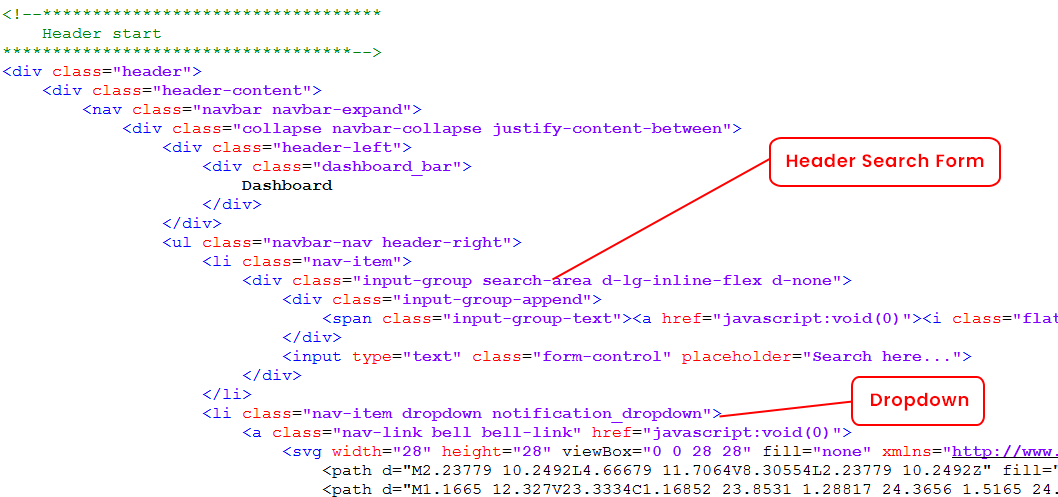 <!--**********************************
    Header start
***********************************-->
<div class="header">
    <div class="header-content">
        <nav class="navbar navbar-expand">
            <div class="collapse navbar-collapse justify-content-between">
                <div class="header-left">
                    <div class="dashboard_bar">
                        Dashboard
                    </div>
                </div>
                <ul class="navbar-nav header-right">
                    <li class="nav-item">
                        <div class="input-group search-area d-lg-inline-flex d-none">
                            <div class="input-group-append">
                                <span class="input-group-text"><a href="javascript:void(0)"><i class="flat
                            </div>
                            <input type="text" class="form-control" placeholder="Search here...">
                        </div>
                    </li>
                    <li class="nav-item dropdown notification_dropdown">
                        <a class="nav-link bell bell-link" href="javascript:void(0)">
                            <svg width="28" height="28" viewBox="0 0 28 28" fill="none" xmlns="http://www.
                                <path d="M2.23779 10.2492L4.66679 11.7064V8.30554L2.23779 10.2492Z" fill="
                                <path d="M1.1665 12.327V23.3334C1.16852 23.8531 1.28817 24.3656 1.5165 24.
Header Search Form
Dropdown